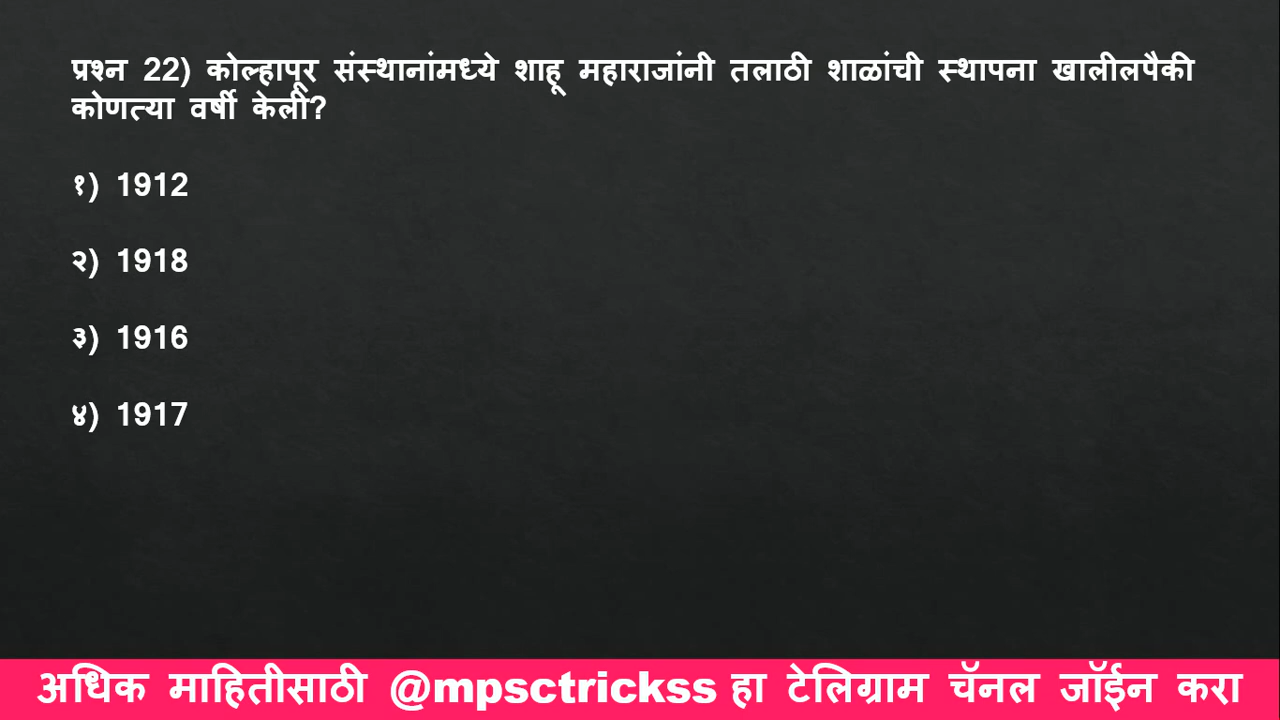 प्रश्न 22) कोल्हापूर संस्थानांमध्ये शाहू महाराजांनी तलाठी शाळांची स्थापना खालीलपैकी
कोणत्या वर्षी केली?
१) 1912
२) 1918
३) 1916
४) 1917
अधिक माहितीसाठी @mpsctrickss हा टेलिग्राम चॅनल जॉईन करा